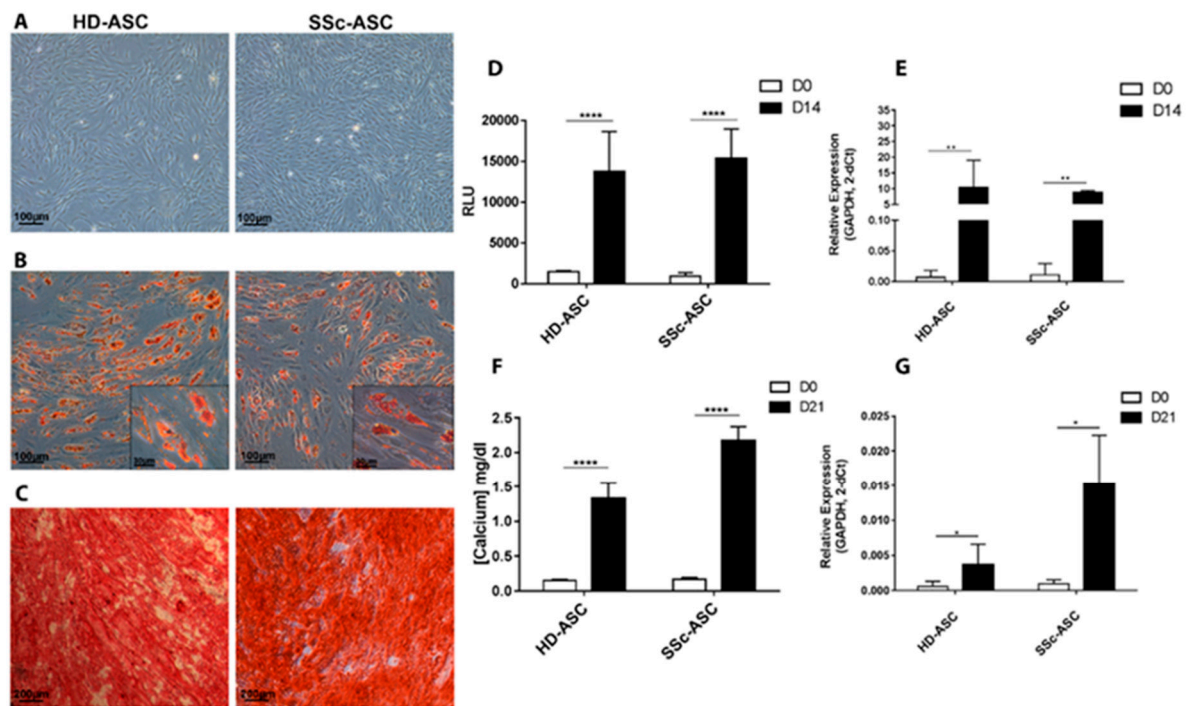 A HD-ASC SSc-ASC
100µm 100µm
B
100µm 100µm
C
200µm 200µm
D
D0
D14
**** ****
20000
15000
10000
5000
0
RLU
HD-ASC SSc-ASC
E
D0
D14
** **
35
30
25
20
15
10
5
0.10
0.05
0.00
Relative Expression
(GAPDH, 2-dCt)
HD-ASC SSc-ASC
F
D0
D21
**** ****
2.5
2.0
1.5
1.0
0.5
0.0
[Calcium] mg/dl
HD-ASC SSc-ASC
G
D0
D21
* *
0.025
0.020
0.015
0.010
0.005
0.000
Relative Expression
(GAPDH, 2-dCt)
HD-ASC SSc-ASC